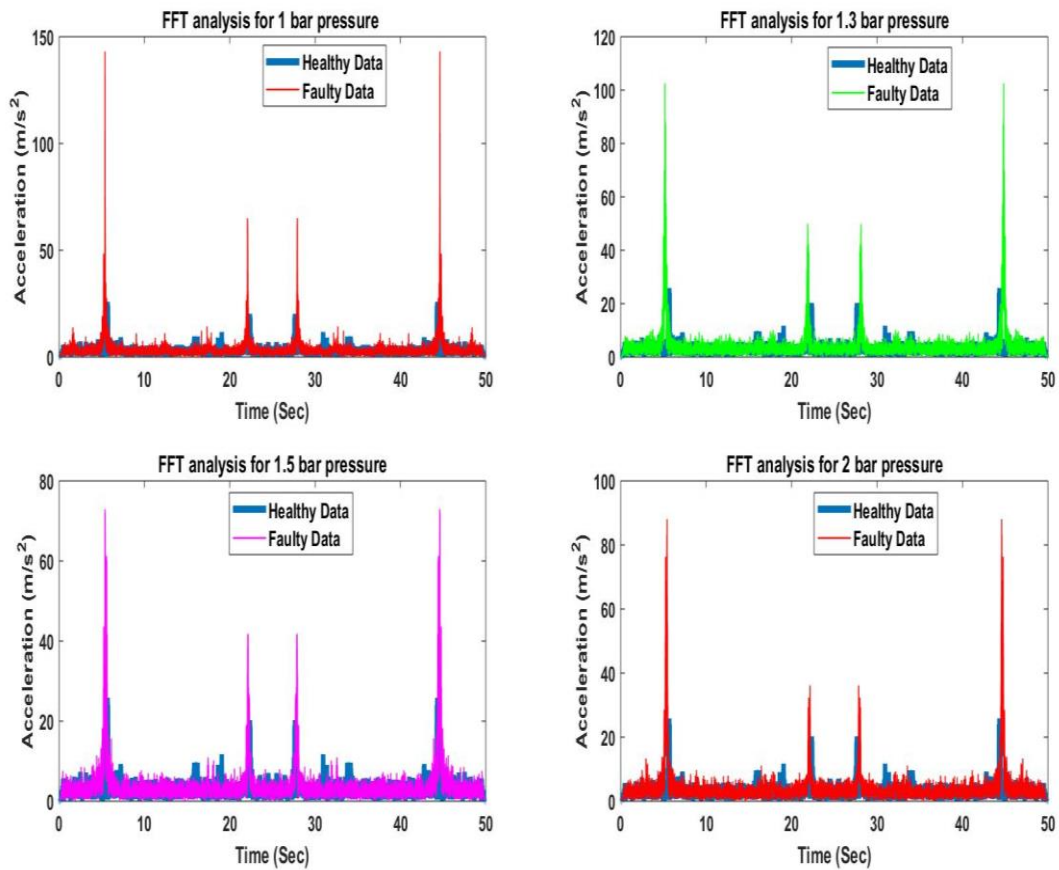 FFT analysis for 1 bar pressure
150
100
50
0
Acceleration (m/s²)
Healthy Data
Faulty Data
0 10 20 30 40 50
Time (Sec)
FFT analysis for 1.3 bar pressure
120
100
80
60
40
20
0
Acceleration (m/s²)
Healthy Data
Faulty Data
0 10 20 30 40 50
Time (Sec)
FFT analysis for 1.5 bar pressure
80
60
40
20
0
Acceleration (m/s²)
Healthy Data
Faulty Data
0 10 20 30 40 50
Time (Sec)
FFT analysis for 2 bar pressure
100
80
60
40
20
0
Acceleration (m/s²)
Healthy Data
Faulty Data
0 10 20 30 40 50
Time (Sec)